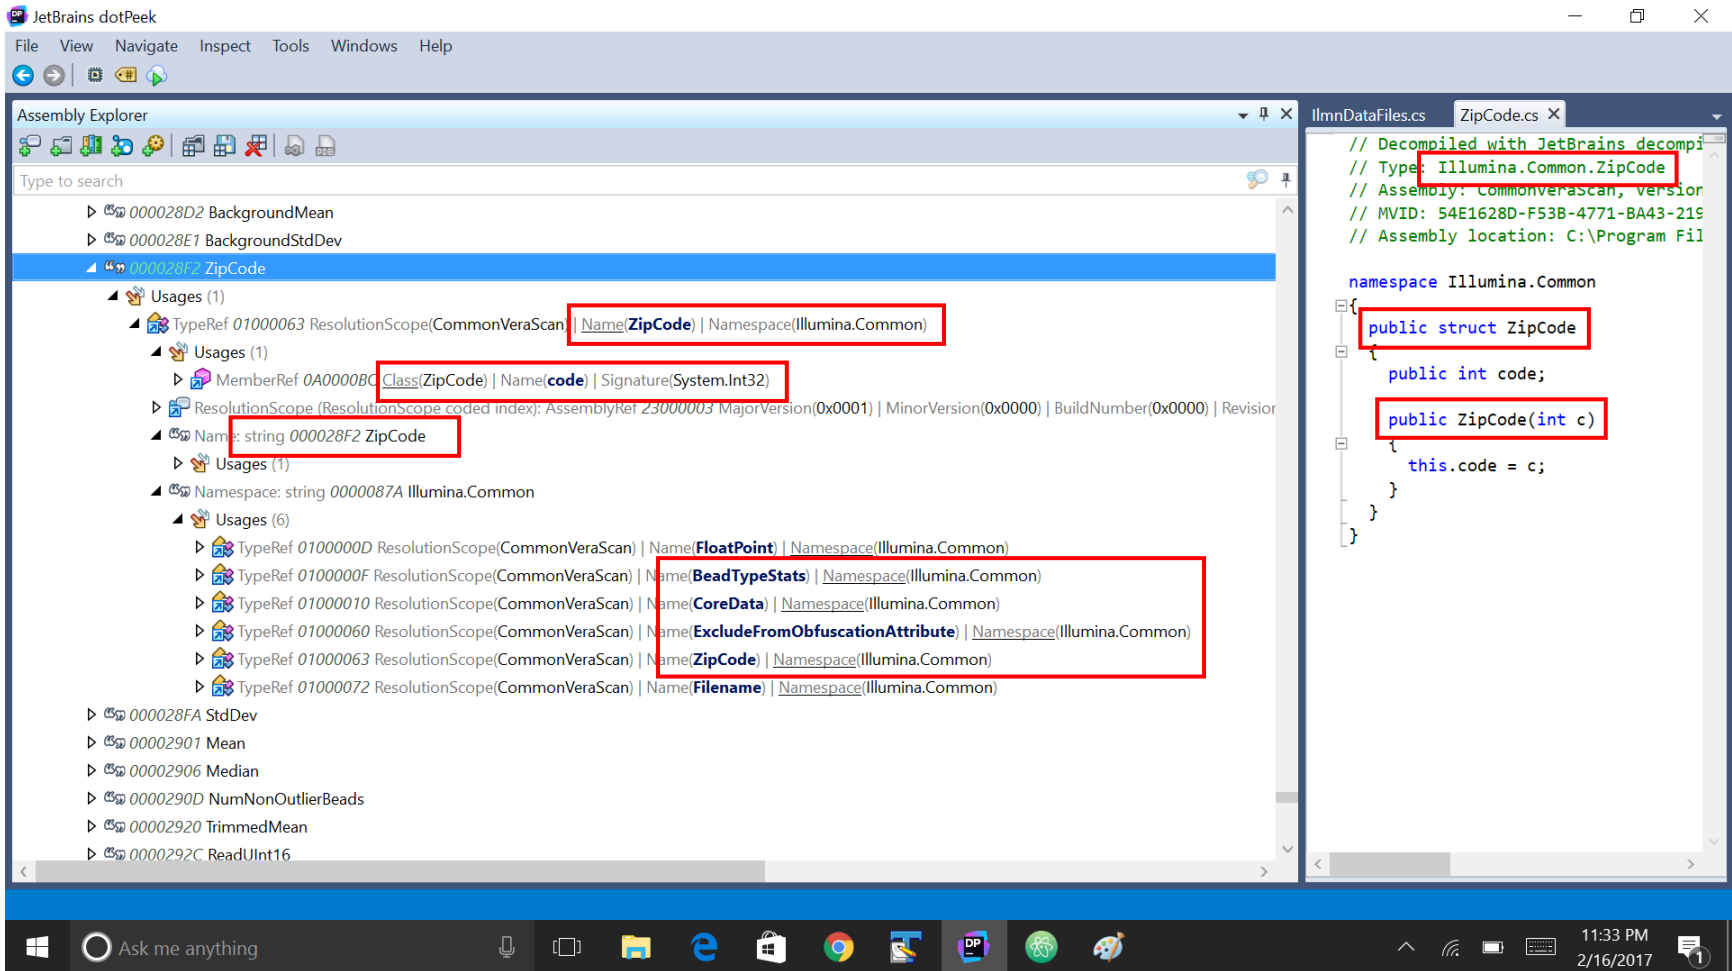 JetBrains dotPeek
File View Navigate Inspect Tools Windows Help
Assembly Explorer
Type to search
000028D2 BackgroundMean
000028E1 BackgroundStdDev
000028F2 ZipCode
Usages (1)
TypeRef 01000063 ResolutionScope(CommonVeraScan) | Name(ZipCode) | Namespace(Illumina.Common)
Usages (1)
MemberRef 0A0000BC Class(ZipCode) | Name(code) | Signature(System.Int32)
ResolutionScope (ResolutionScope coded index): AssemblyRef 23000003 MajorVersion(0x0001) | MinorVersion(0x0000) | BuildNumber(0x0000) | Revision
Name: string 000028F2 ZipCode
Usages (1)
Namespace: string 0000087A Illumina.Common
Usages (6)
TypeRef 0100000D ResolutionScope(CommonVeraScan) | Name(FloatPoint) | Namespace(Illumina.Common)
TypeRef 0100000F ResolutionScope(CommonVeraScan) | Name(BeadTypeStats) | Namespace(Illumina.Common)
TypeRef 01000010 ResolutionScope(CommonVeraScan) | Name(CoreData) | Namespace(Illumina.Common)
TypeRef 01000060 ResolutionScope(CommonVeraScan) | Name(ExcludeFromObfuscationAttribute) | Namespace(Illumina.Common)
TypeRef 01000063 ResolutionScope(CommonVeraScan) | Name(ZipCode) | Namespace(Illumina.Common)
TypeRef 01000072 ResolutionScope(CommonVeraScan) | Name(Filename) | Namespace(Illumina.Common)
000028FA StdDev
00002901 Mean
00002906 Median
0000290D NumNonOutlierBeads
00002920 TrimmedMean
0000292C ReadUInt16
IlmnDataFiles.cs ZipCode.cs
// Decompiled with JetBrains decompi
// Type: Illumina.Common.ZipCode
// Assembly: CommonVeraScan, Version
// MVID: 54E1628D-F53B-4771-BA43-219
// Assembly location: C:\Program Fil
namespace Illumina.Common
{
public struct ZipCode
{
public int code;
public ZipCode(int c)
{
this.code = c;
}
}
}
Ask me anything
DP
11:33 PM
2/16/2017
1